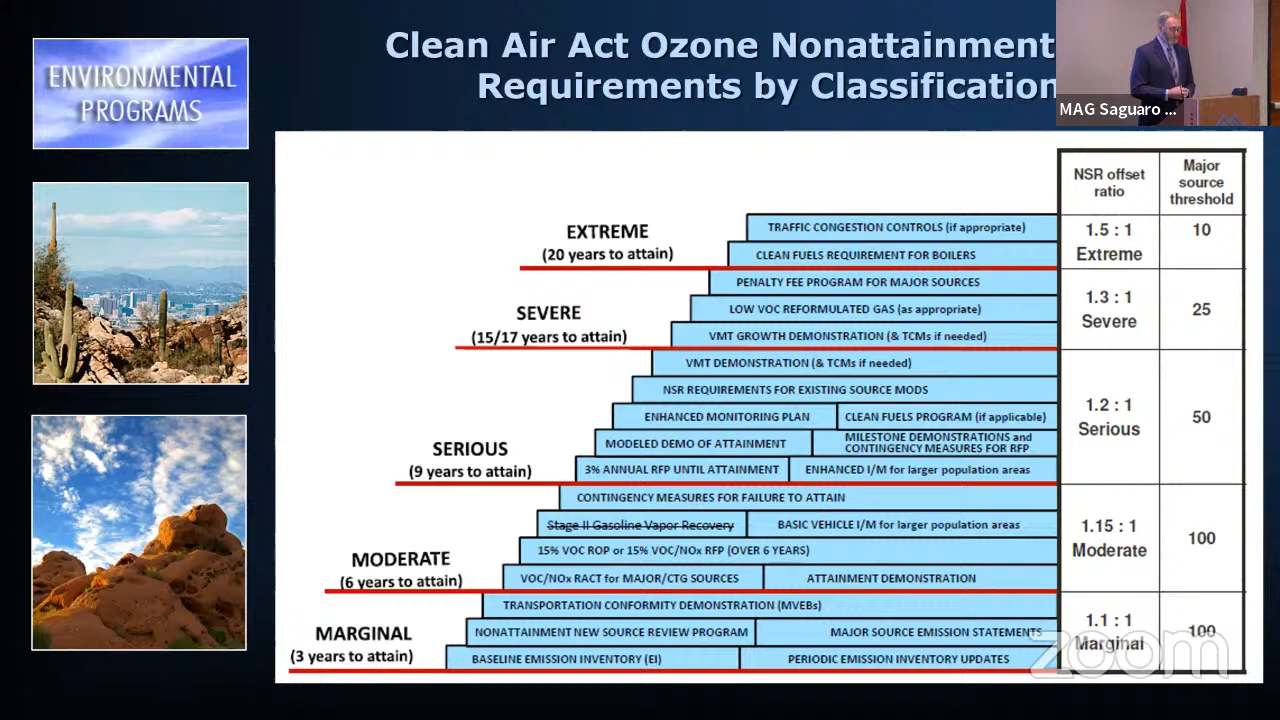 ENVIRONMENTAL
PROGRAMS
Clean Air Act Ozone Nonattainment
Requirements by Classification
MAG Saguaro ...
NSR offset
ratio
Major
source
threshold
EXTREME
(20 years to attain)
TRAFFIC CONGESTION CONTROLS (if appropriate)
CLEAN FUELS REQUIREMENT FOR BOILERS
1.5 : 1
Extreme
10
SEVERE
(15/17 years to attain)
PENALTY FEE PROGRAM FOR MAJOR SOURCES
LOW VOC REFORMULATED GAS (as appropriate)
VMT GROWTH DEMONSTRATION (& TCMs if needed)
1.3 : 1
Severe
25
SERIOUS
(9 years to attain)
VMT DEMONSTRATION (& TCMs if needed)
NSR REQUIREMENTS FOR EXISTING SOURCE MODS
ENHANCED MONITORING PLAN
CLEAN FUELS PROGRAM (if applicable)
MODELED DEMO OF ATTAINMENT
MILESTONE DEMONSTRATIONS and
CONTINGENCY MEASURES FOR RFP
3% ANNUAL RFP UNTIL ATTAINMENT
ENHANCED I/M for larger population areas
1.2 : 1
Serious
50
MODERATE
(6 years to attain)
CONTINGENCY MEASURES FOR FAILURE TO ATTAIN
Stage II Gasoline Vapor Recovery
BASIC VEHICLE I/M for larger population areas
15% VOC ROP or 15% VOC/NOx RFP (OVER 6 YEARS)
VOC/NOx RACT for MAJOR/CTG SOURCES
ATTAINMENT DEMONSTRATION
1.15 : 1
Moderate
100
MARGINAL
(3 years to attain)
TRANSPORTATION CONFORMITY DEMONSTRATION (MVEBs)
NONATTAINMENT NEW SOURCE REVIEW PROGRAM
MAJOR SOURCE EMISSION STATEMENTS
BASELINE EMISSION INVENTORY (EI)
PERIODIC EMISSION INVENTORY UPDATES
1.1 : 1
Marginal
100
zoom